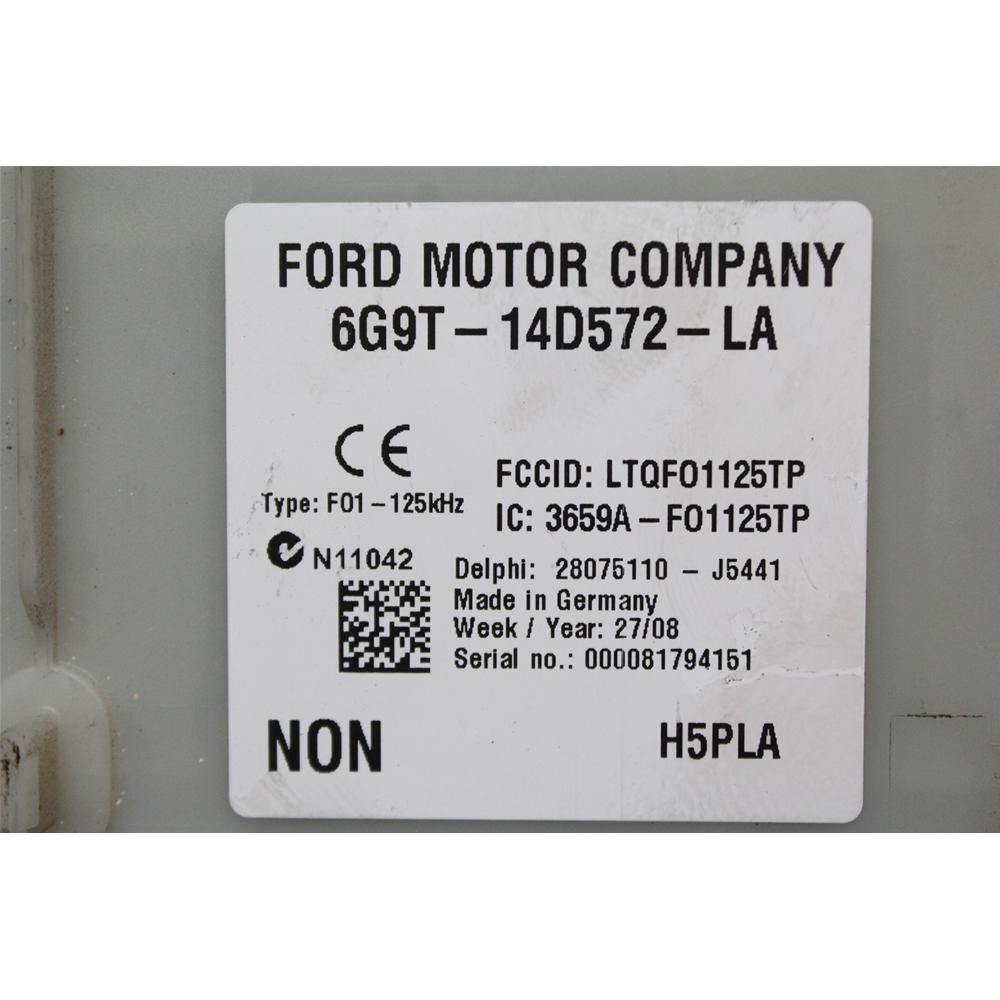 FORD MOTOR COMPANY
6G9T – 14D572 – LA
CE
Type: F01 – 125kHz
N11042
FCCID: LTQFO1125TP
IC: 3659A – FO1125TP
Delphi: 28075110 – J5441
Made in Germany
Week / Year: 27/08
Serial no.: 000081794151
NON
H5PLA